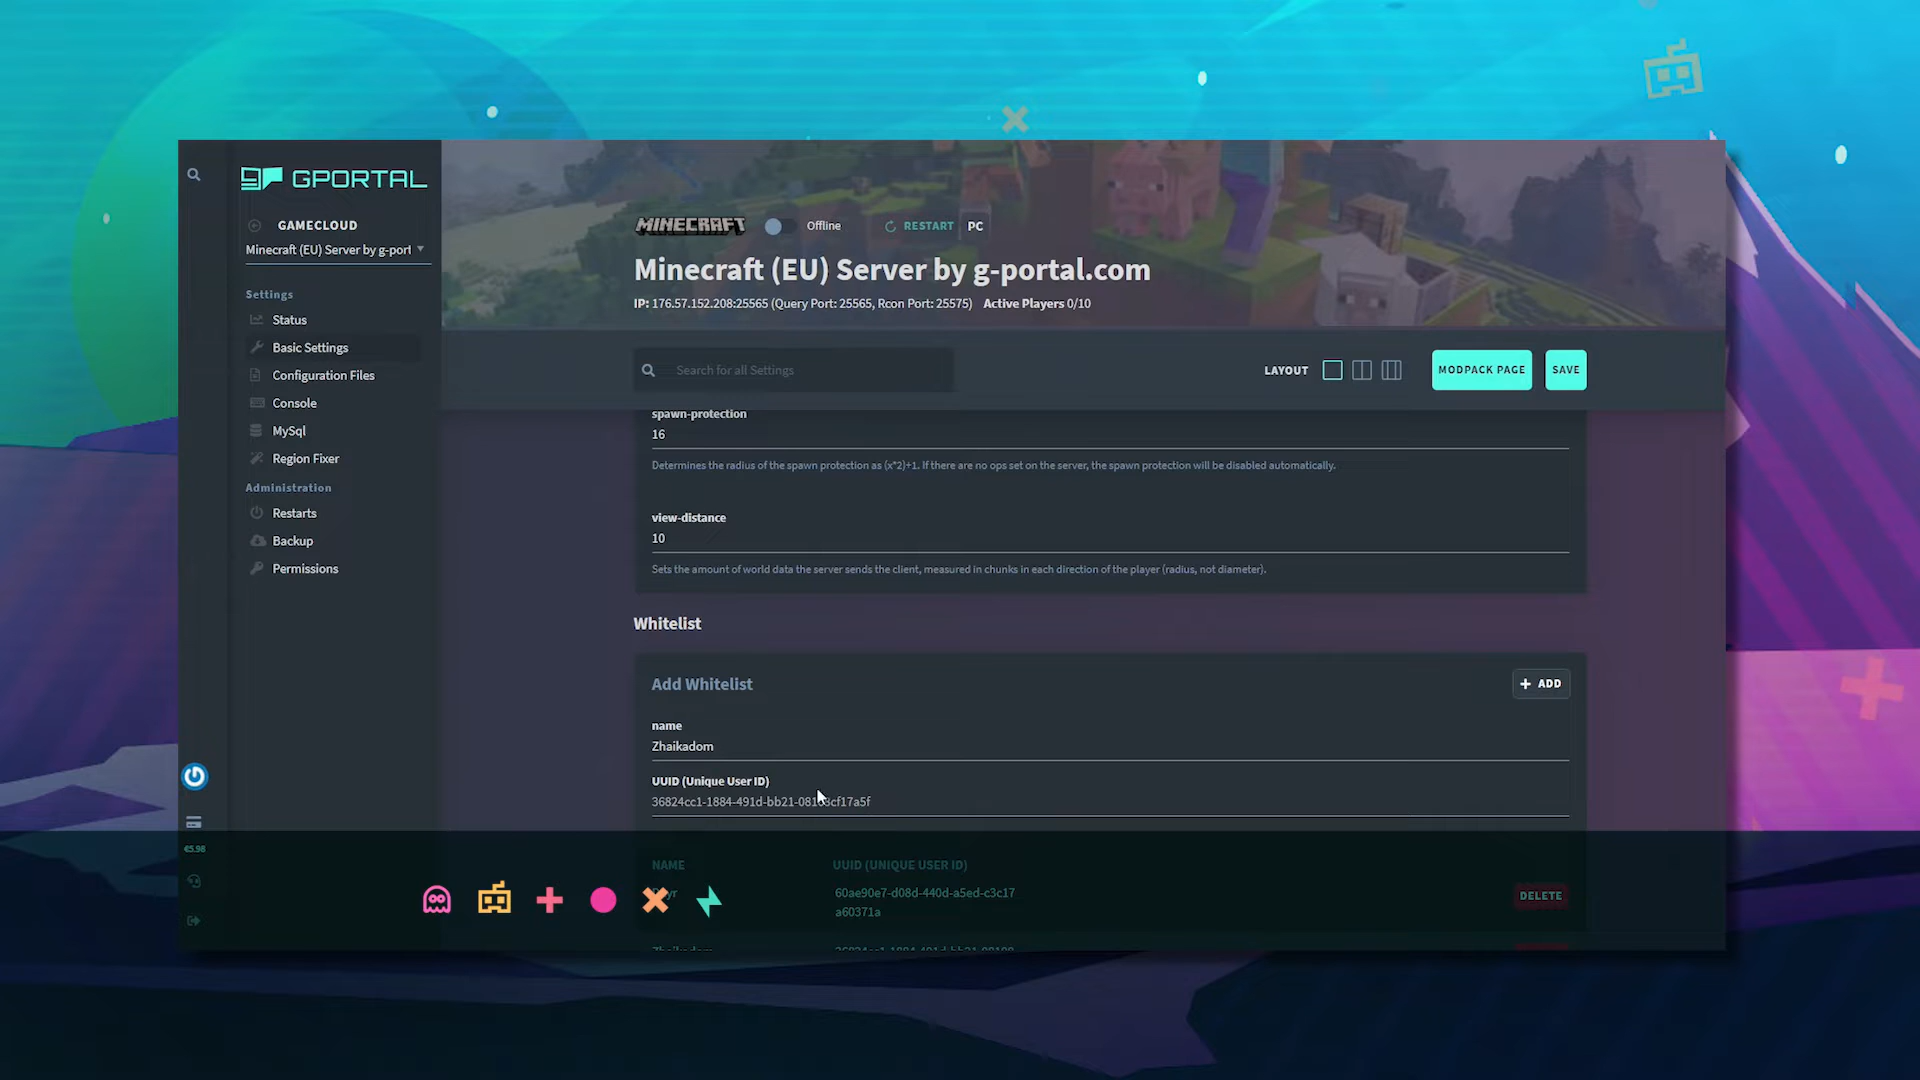 GPORTAL
GAMECLOUD
Minecraft (EU) Server by g-port
Settings
Status
Basic Settings
Configuration Files
Console
MySql
Region Fixer
Administration
Restarts
Backup
Permissions
€5.98
MINECRAFT
Offline
RESTART
PC
Minecraft (EU) Server by g-portal.com
IP: 176.57.152.208:25565 (Query Port: 25565, Rcon Port: 25575) Active Players 0/10
Search for all Settings
LAYOUT
MODPACK PAGE
SAVE
spawn-protection
16
Determines the radius of the spawn protection as (x*2)+1. If there are no ops set on the server, the spawn protection will be disabled automatically.
view-distance
10
Sets the amount of world data the server sends the client, measured in chunks in each direction of the player (radius, not diameter).
Whitelist
Add Whitelist
+ ADD
name
Zhaikadom
UUID (Unique User ID)
NAME
UUID (UNIQUE USER ID)
60ae90e7-d08d-440d-a5ed-c3c17
a60371a
DELETE